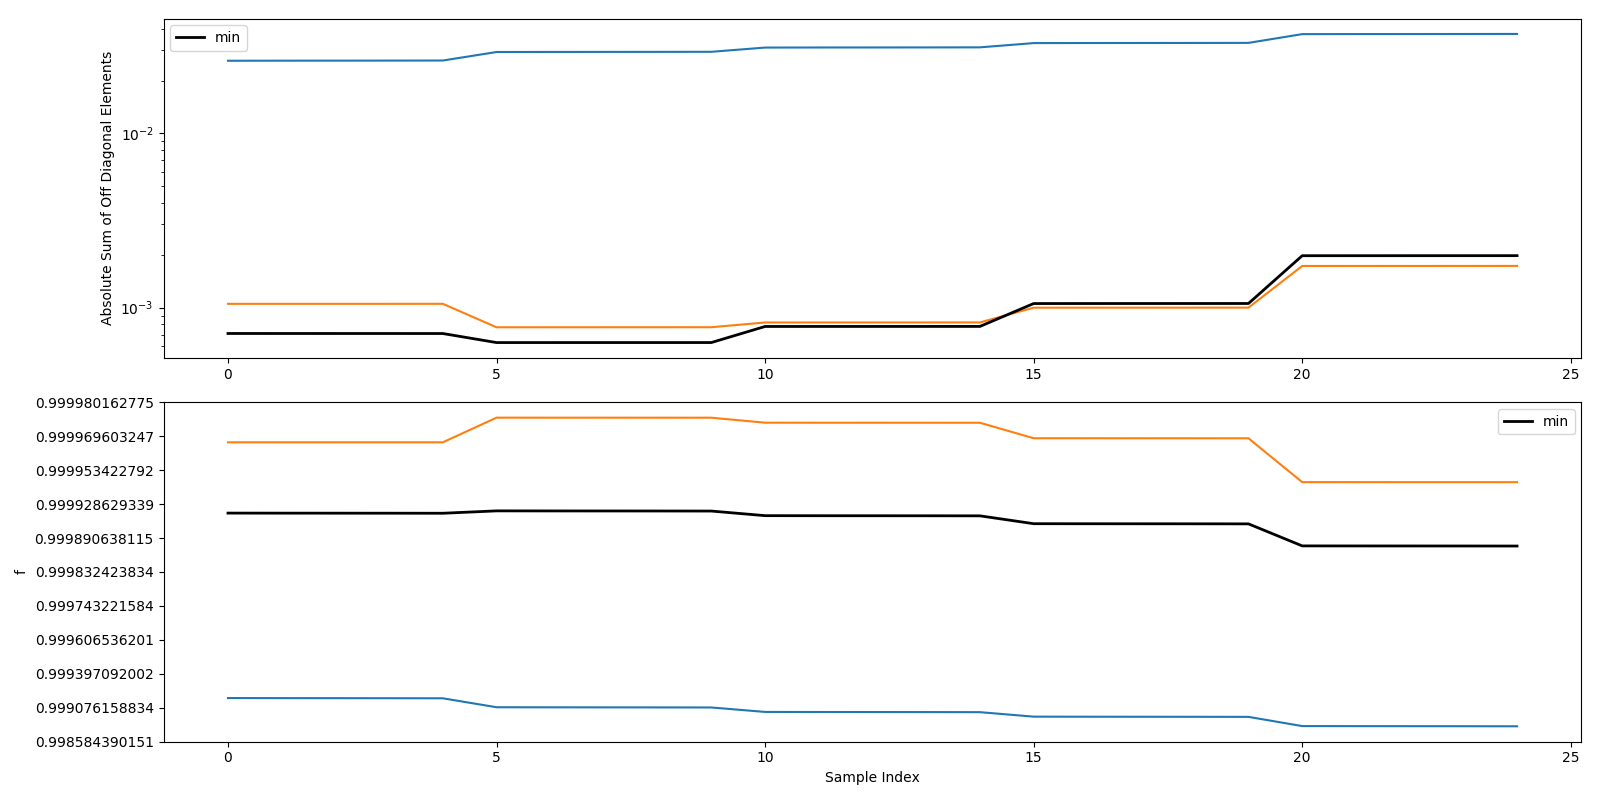 min
Absolute Sum of Off Diagonal Elements
10⁻²
10⁻³
0 5 10 15 20 25
min
f
0.999980162775
0.999969603247
0.999953422792
0.999928629339
0.999890638115
0.999832423834
0.999743221584
0.999606536201
0.999397092002
0.999076158834
0.998584390151
0 5 10 15 20 25
Sample Index